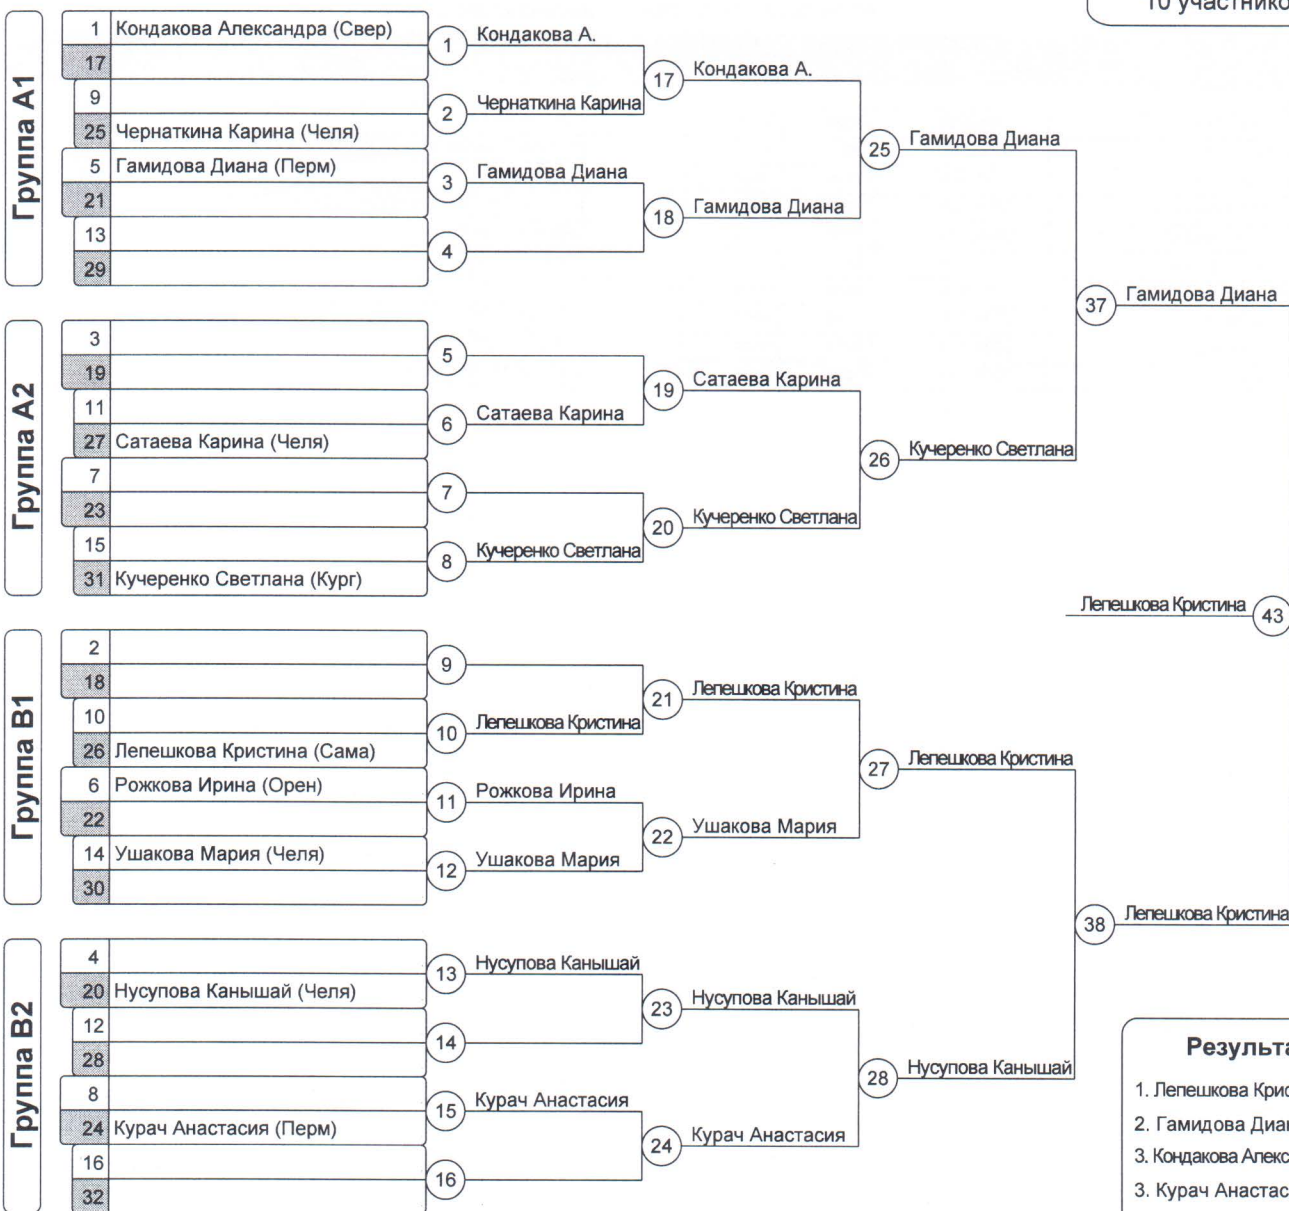 10 участнико
Группа A1
1 Кондакова Александра (Свер)
17
9
25 Чернаткина Карина (Челя)
5 Гамидова Диана (Перм)
21
13
29
1 Кондакова А.
2 Чернаткина Карина
3 Гамидова Диана
4
17 Кондакова А.
18 Гамидова Диана
25 Гамидова Диана
Группа A2
3
19
11
27 Сатаева Карина (Челя)
7
23
15
31 Кучеренко Светлана (Кург)
5
6 Сатаева Карина
7
8 Кучеренко Светлана
19 Сатаева Карина
20 Кучеренко Светлана
26 Кучеренко Светлана
37 Гамидова Диана
Лепешкова Кристина 43
Группа B1
2
18
10
26 Лепешкова Кристина (Сама)
6 Рожкова Ирина (Орен)
22
14 Ушакова Мария (Челя)
30
9
10 Лепешкова Кристина
11 Рожкова Ирина
12 Ушакова Мария
21 Лепешкова Кристина
22 Ушакова Мария
27 Лепешкова Кристина
Группа B2
4
20 Нусупова Канышай (Челя)
12
28
8
24 Курач Анастасия (Перм)
16
32
13 Нусупова Канышай
14
15 Курач Анастасия
16
23 Нусупова Канышай
24 Курач Анастасия
28 Нусупова Канышай
38 Лепешкова Кристина
Результа
1. Лепешкова Крис
2. Гамидова Диан
3. Кондакова Алекс
3. Курач Анастас